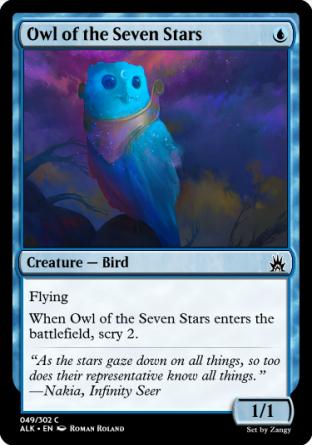 Owl of the Seven Stars
Creature — Bird
Flying
When Owl of the Seven Stars enters the
battlefield, scry 2.
“As the stars gaze down on all things, so too
does their representative know all things.”
—Nakia, Infinity Seer
1/1
049/302 C
ALK • EN Roman Roland
Set by Zangy